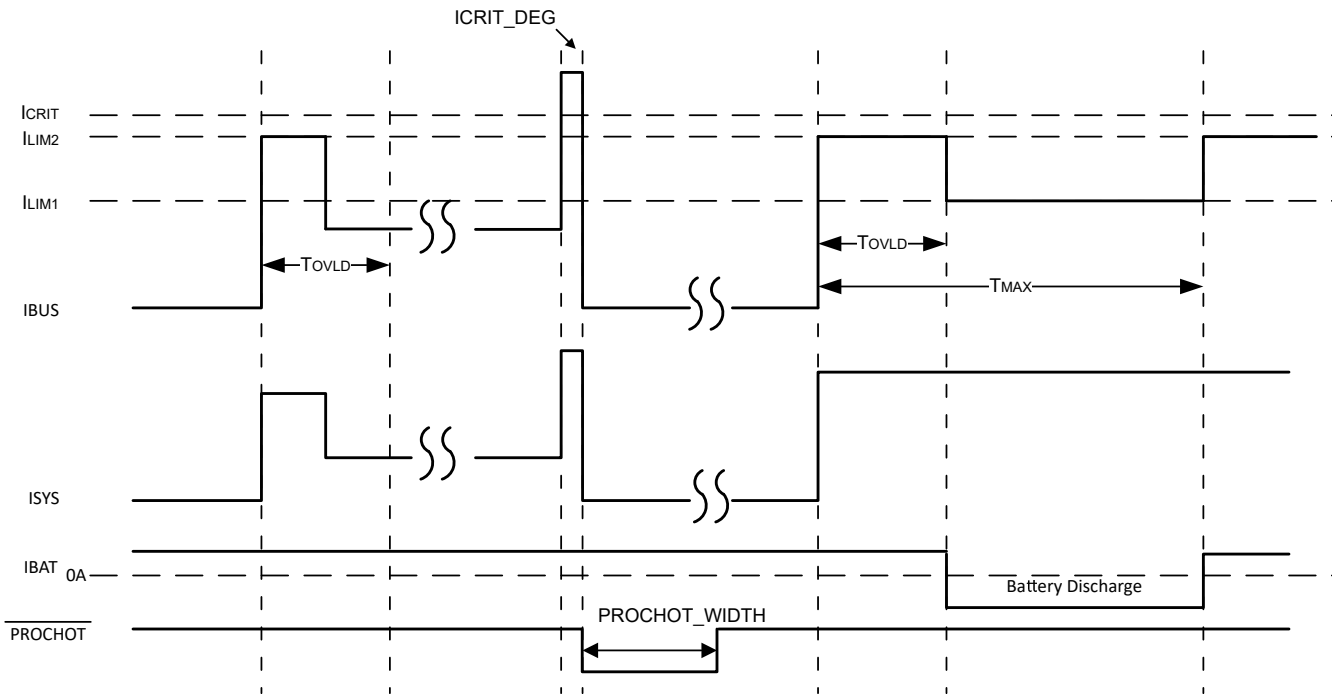 ICRIT_DEG
ICRIT
ILIM2
ILIM1
TOVLD
TOVLD
TMAX
IBUS
ISYS
IBAT 0A
Battery Discharge
PROCHOT_WIDTH
PROCHOT